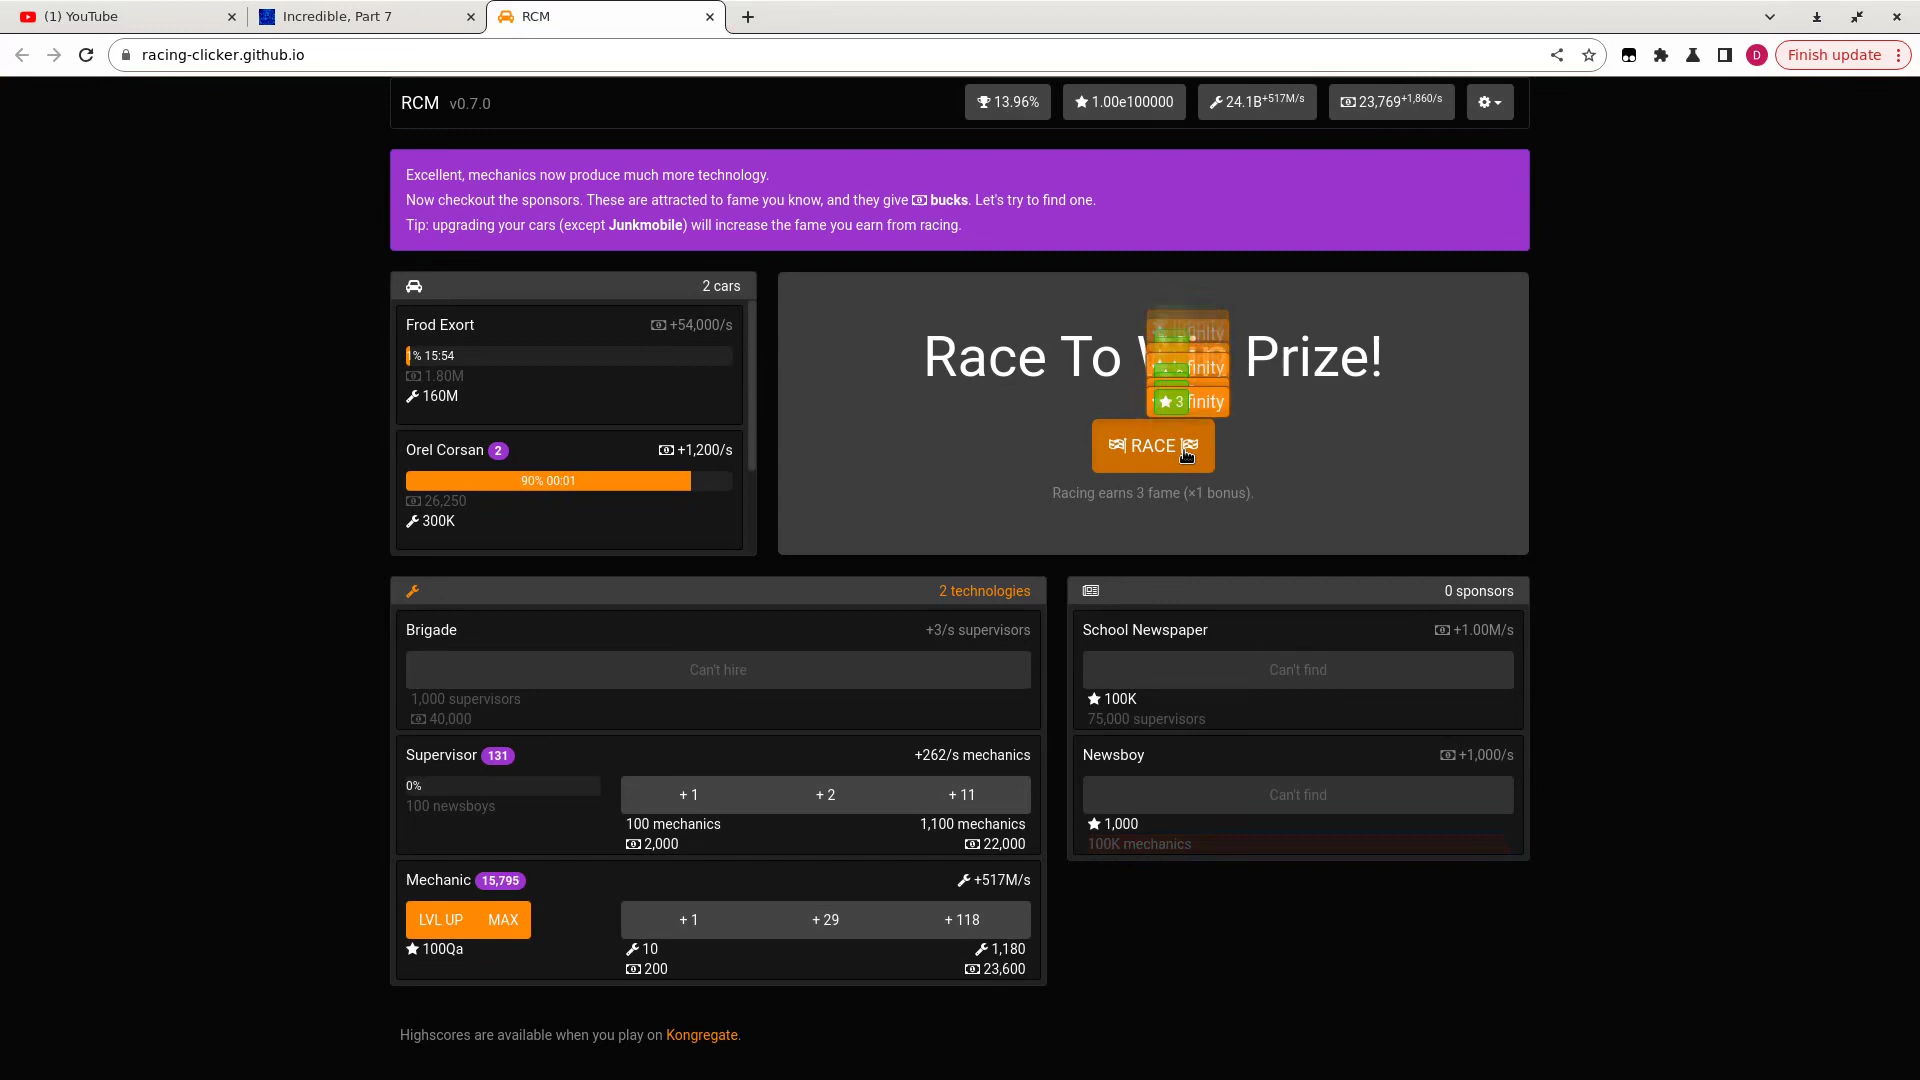 (1) YouTube
Incredible, Part 7
RCM
racing-clicker.github.io
D
Finish update
RCM v0.7.0
13.96%
1.00e100000
24.1B+517M/s
23,769+1,860/s
Excellent, mechanics now produce much more technology.
Now checkout the sponsors. These are attracted to fame you know, and they give bucks. Let's try to find one.
Tip: upgrading your cars (except Junkmobile) will increase the fame you earn from racing.
2 cars
Frod Exort
+54,000/s
1% 15:54
1.80M
160M
Orel Corsan 2
+1,200/s
90% 00:01
26,250
300K
Race To Win Prize!
3
RACE
Racing earns 3 fame (×1 bonus).
2 technologies
Brigade
+3/s supervisors
Can't hire
1,000 supervisors
40,000
Supervisor 131
+262/s mechanics
0%
100 newsboys
+ 1
+ 2
+ 11
100 mechanics
1,100 mechanics
2,000
22,000
Mechanic 15,795
+517M/s
LVL UP
MAX
100Qa
+ 1
+ 29
+ 118
10
1,180
200
23,600
0 sponsors
School Newspaper
+1.00M/s
Can't find
100K
75,000 supervisors
Newsboy
+1,000/s
Can't find
1,000
100K mechanics
Highscores are available when you play on Kongregate.